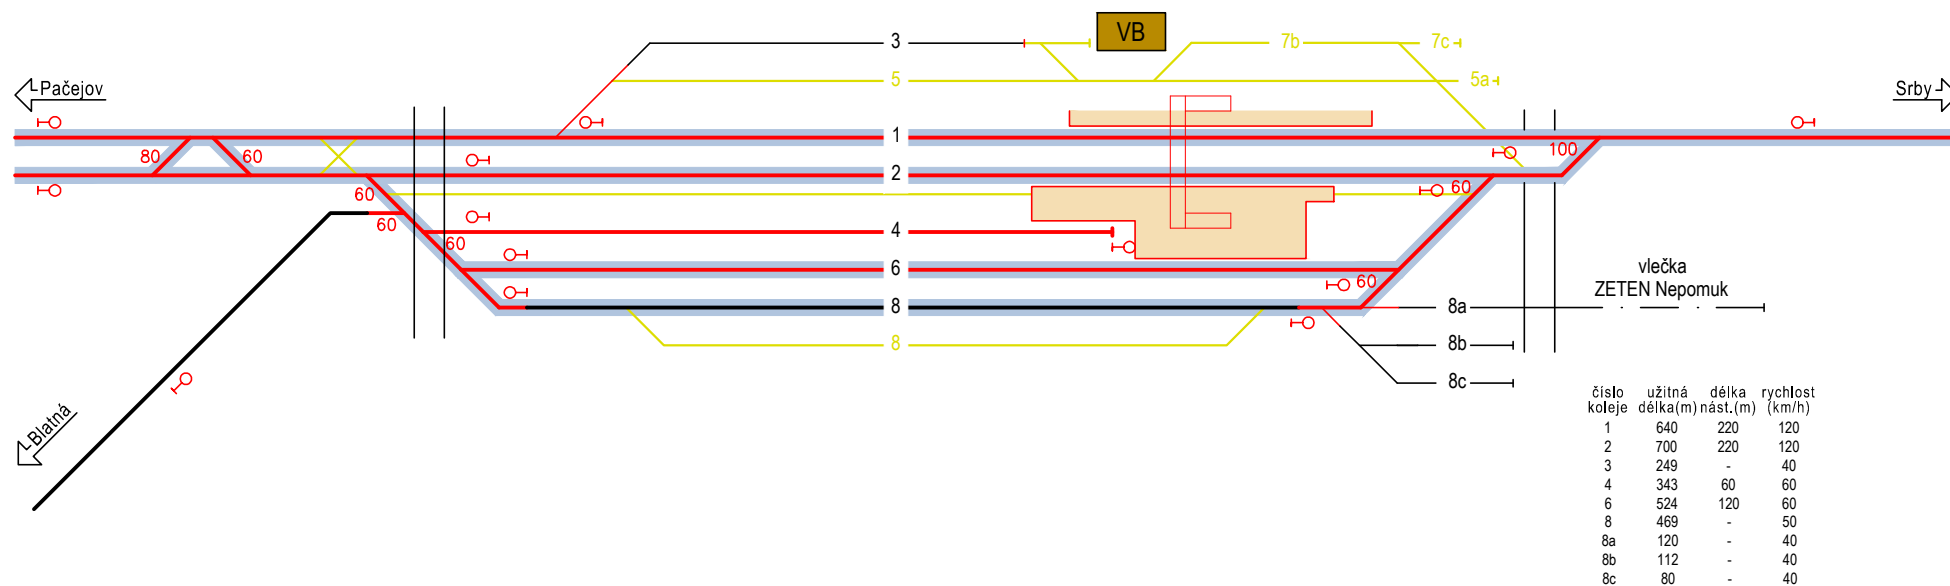 VB
3
7b
7c
5
5a
Pačejov
Srby
1
80
60
100
2
60
60
60
4
60
6
60
vlečka
ZETEN Nepomuk
8
8a
8
8b
8c
Blatná
číslo koleje užitná délka(m) délka nást.(m) rychlost (km/h)
1 640 220 120
2 700 220 120
3 249 - 40
4 343 60 60
6 524 120 60
8 469 - 50
8a 120 - 40
8b 112 - 40
8c 80 - 40